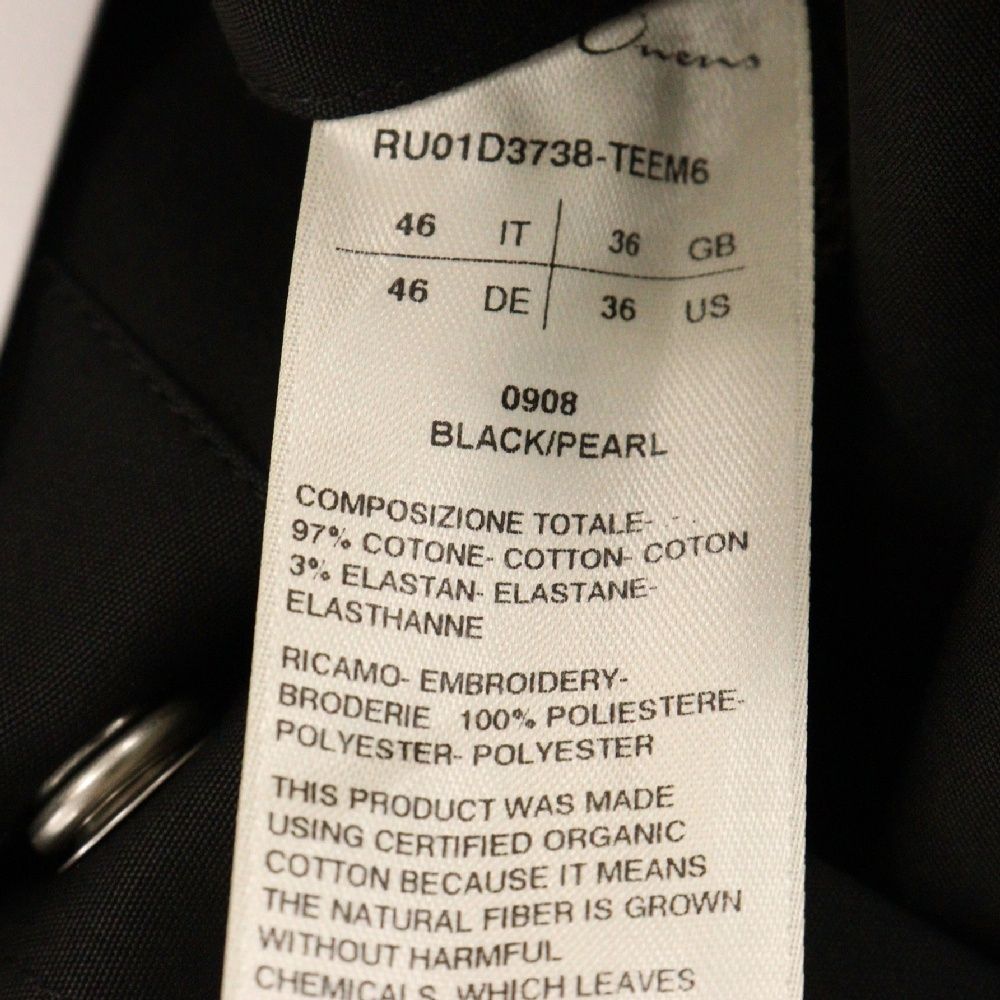 Owens
RU01D3738-TEEM6
46 IT 36 GB
46 DE 36 US
0908
BLACK/PEARL
COMPOSIZIONE TOTALE-
97% COTONE- COTTON- COTON
3% ELASTAN- ELASTANE-
ELASTHANNE
RICAMO- EMBROIDERY-
BRODERIE 100% POLIESTERE-
POLYESTER- POLYESTER
THIS PRODUCT WAS MADE
USING CERTIFIED ORGANIC
COTTON BECAUSE IT MEANS
THE NATURAL FIBER IS GROWN
WITHOUT HARMFUL
CHEMICALS, WHICH LEAVES